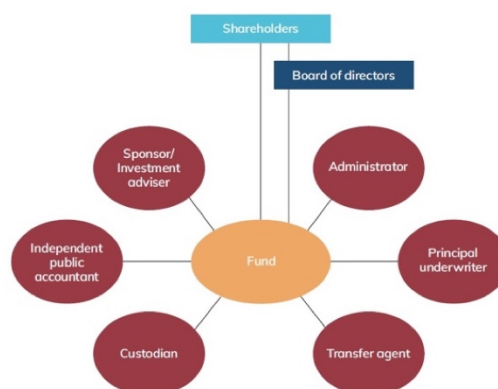 Shareholders
Board of directors
Sponsor/
Investment
adviser
Administrator
Independent
public
accountant
Fund
Principal
underwriter
Custodian
Transfer agent